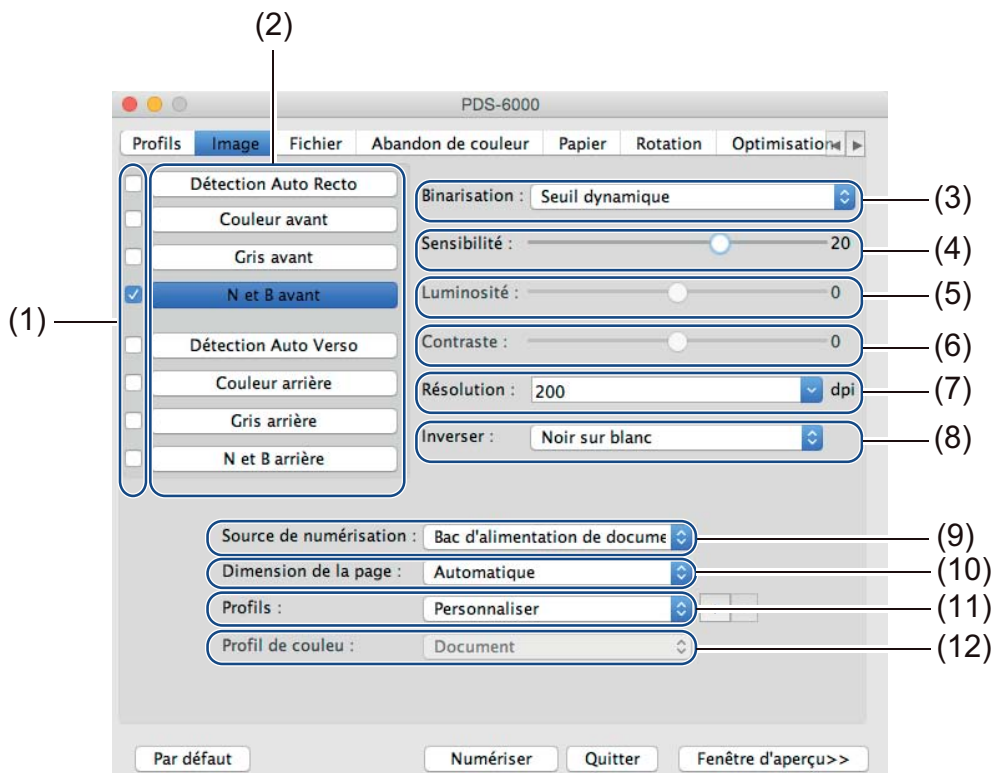 (2)
PDS-6000
Profils Image Fichier Abandon de couleur Papier Rotation Optimisation
(1)
Détection Auto Recto
Couleur avant
Gris avant
N et B avant
Détection Auto Verso
Couleur arrière
Gris arrière
N et B arrière
Binarisation : Seuil dynamique (3)
Sensibilité : 20 (4)
Luminosité : 0 (5)
Contraste : 0 (6)
Résolution : 200 dpi (7)
Inverser : Noir sur blanc (8)
Source de numérisation : Bac d'alimentation de docume (9)
Dimension de la page : Automatique (10)
Profils : Personnaliser (11)
Profil de couleu : Document (12)
Par défaut Numériser Quitter Fenêtre d'aperçu>>